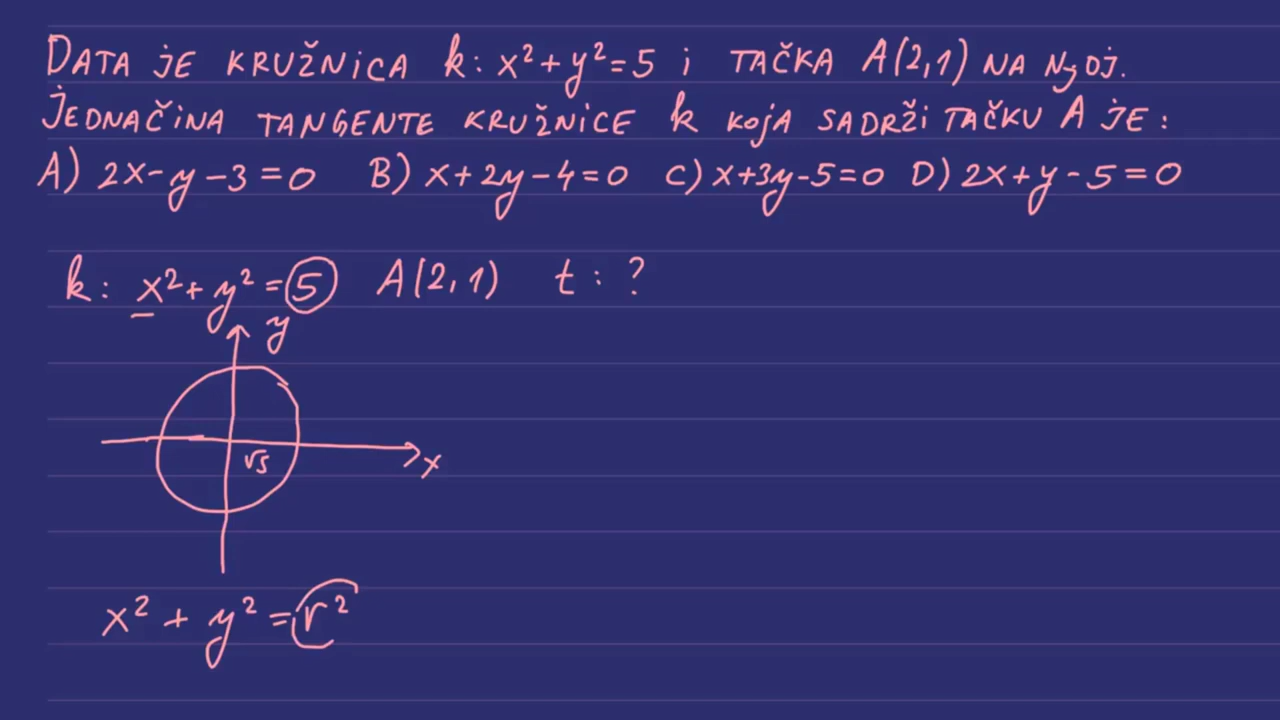 DATA JE KRUŽNICA k: x²+y²=5 i TAČKA A(2,1) NA NJOJ.
JEDNAČINA TANGENTE KRUŽNICE k KOJA SADRŽI TAČKU A JE:
A) 2x-y-3=0 B) x+2y-4=0 C) x+3y-5=0 D) 2x+y-5=0
k: x²+y²=5 A(2,1) t: ?
y
√5
x
x²+y²=r²